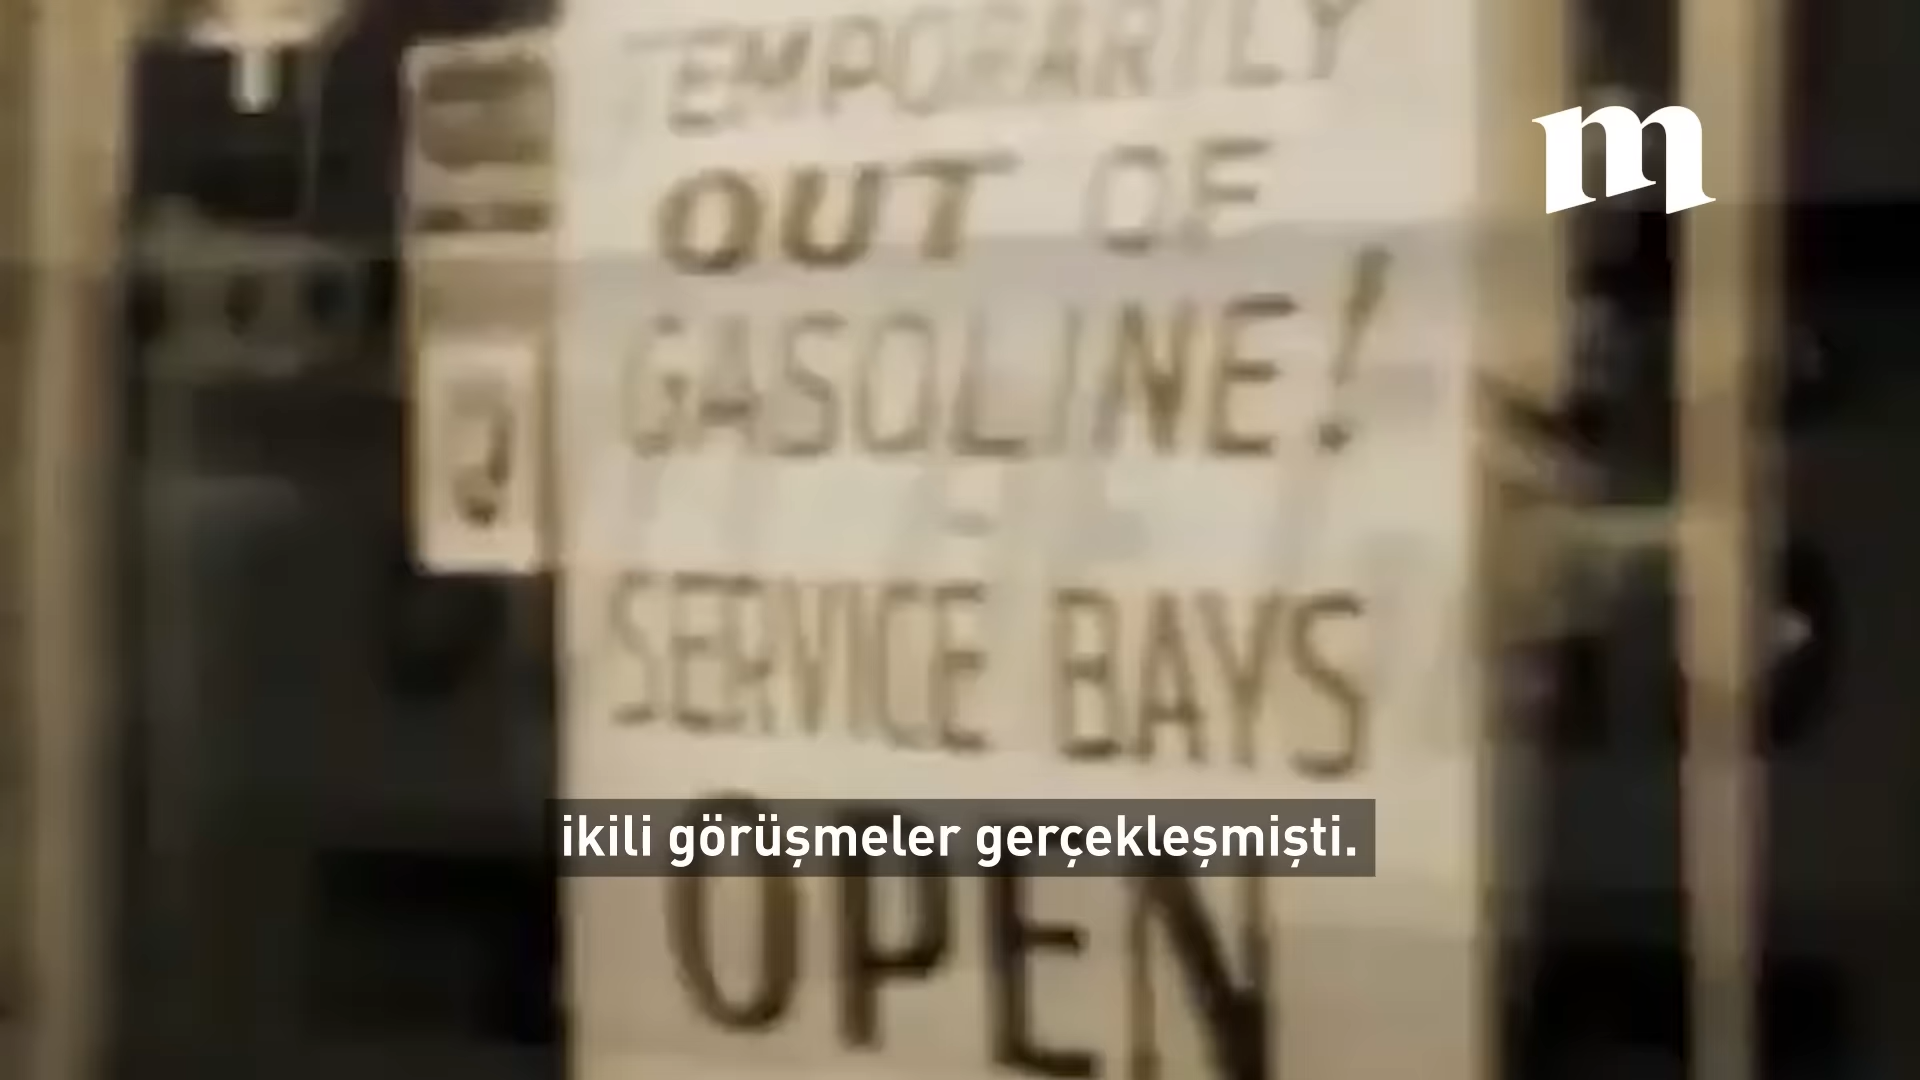 TEMPORARILY
OUT OF
GASOLINE!
SERVICE BAYS
OPEN
ikili görüşmeler gerçekleşmişti.
m